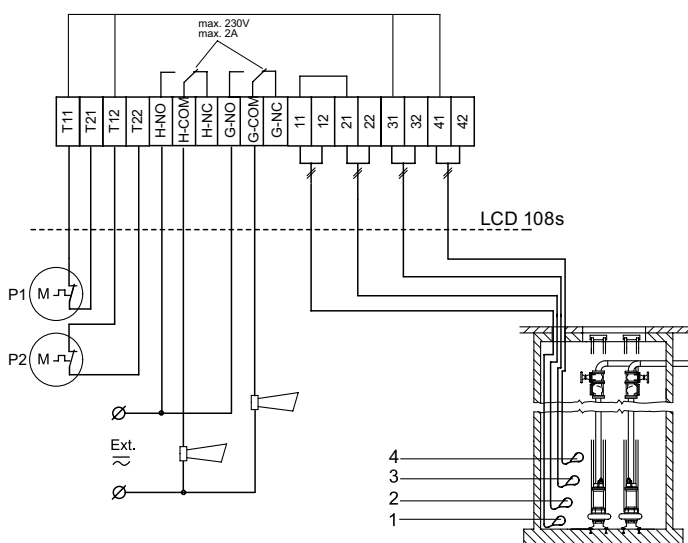 max. 230V
max. 2A
T11 T21 T12 T22 H-NO H-COM H-NC G-NO G-COM G-NC 11 12 21 22 31 32 41 42
LCD 108s
P1 M
P2 M
Ext.
4
3
2
1